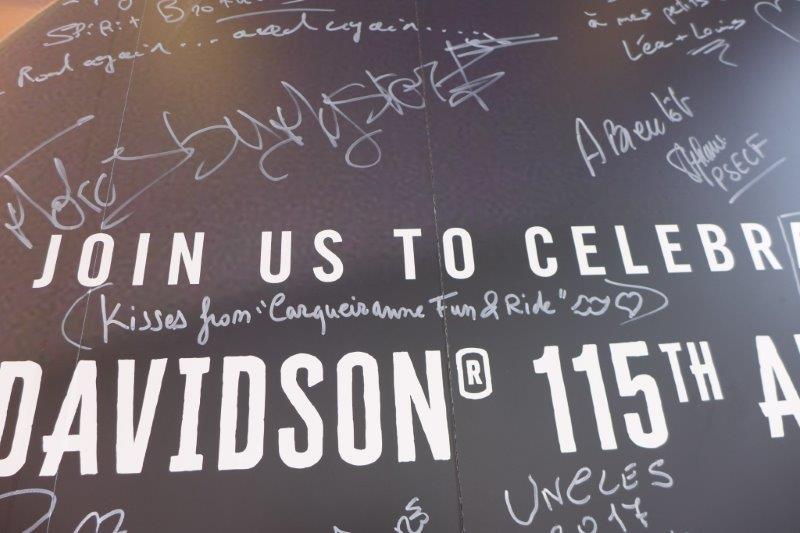 Spirit
à mes petits
Road again... and again...
Léa + Louis
A Bientôt
PSECF
JOIN US TO CELEBR
(Kisses from "Carqueiranne Fun & Ride" ♡)
DAVIDSON® 115TH A
UNCLES
2017